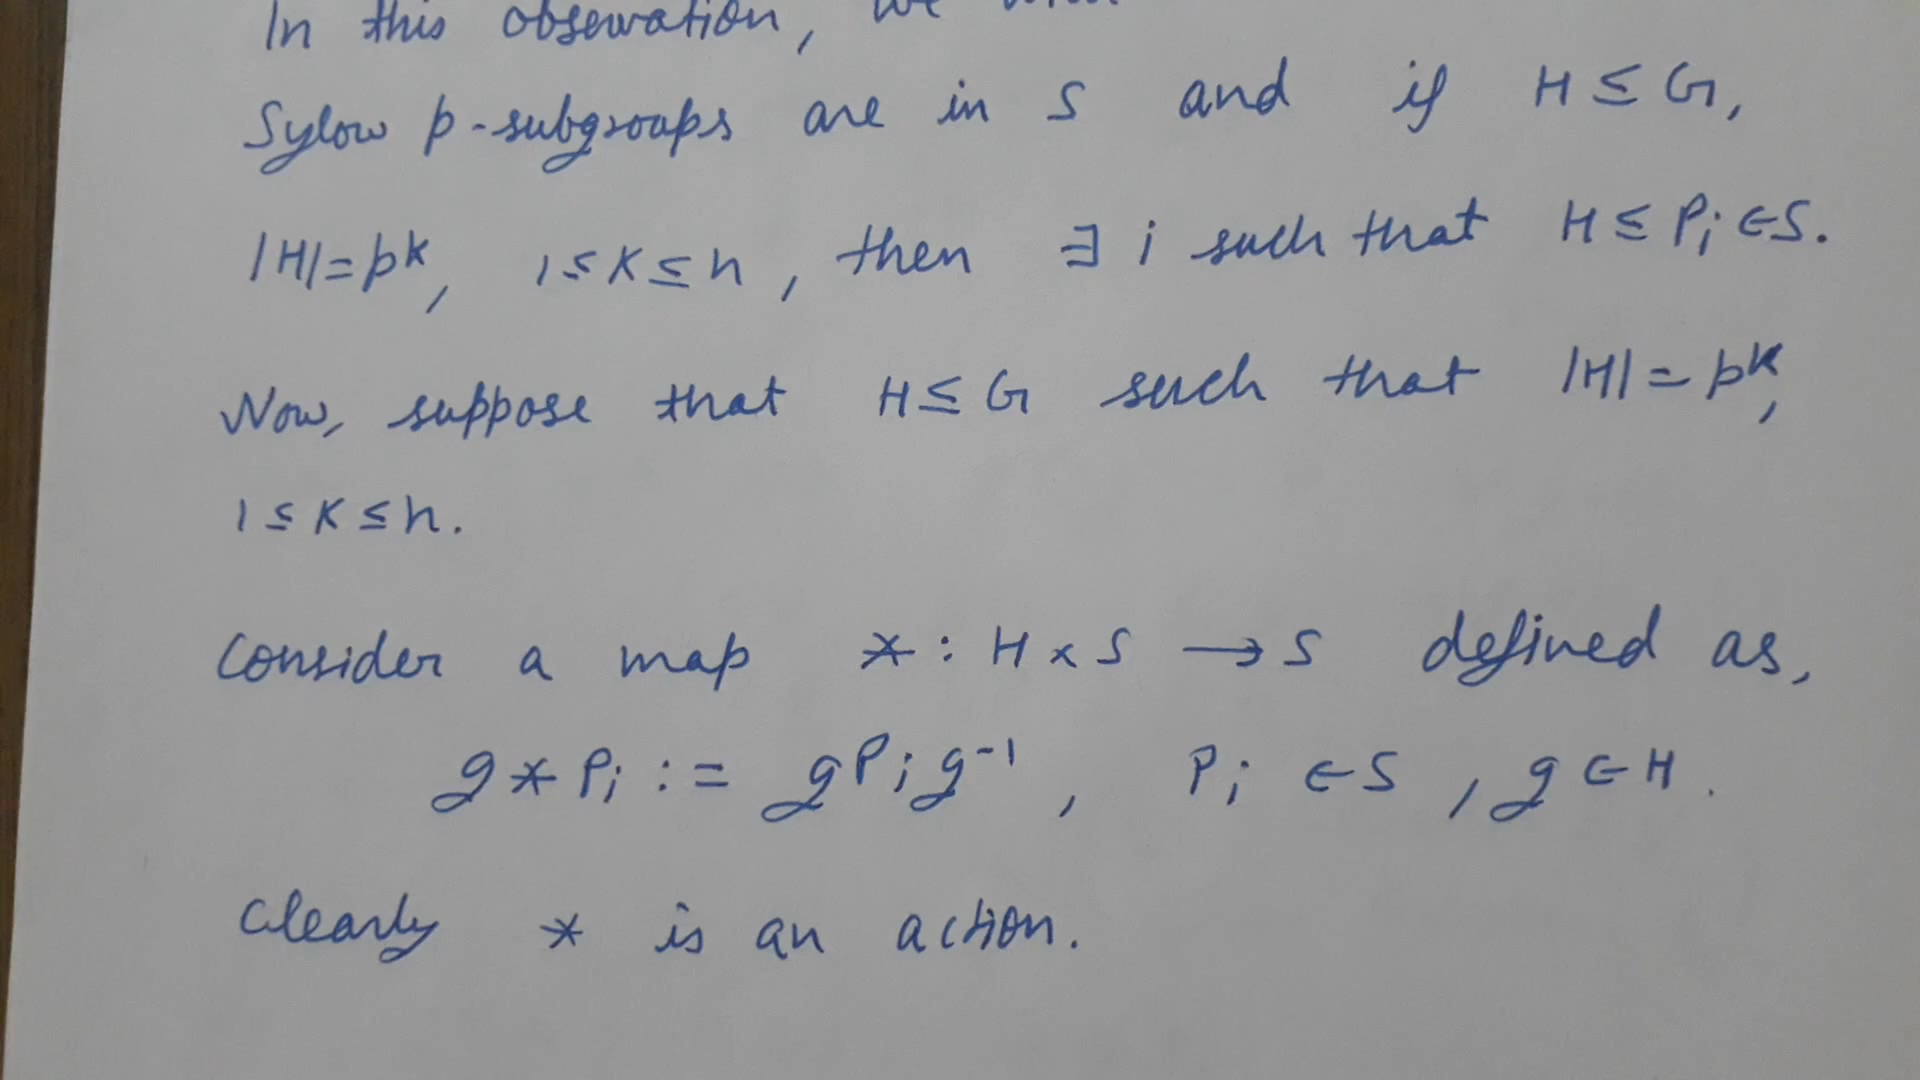 In this observation, we
Sylow p-subgroups are in S and if H ≤ G,
|H| = p^k, 1 ≤ k ≤ n, then ∃ i such that H ≤ P_i ∈ S.
Now, suppose that H ≤ G such that |H| = p^k,
1 ≤ k ≤ n.
Consider a map * : H × S → S defined as,
g * P_i := g P_i g^-1, P_i ∈ S, g ∈ H.
Clearly * is an action.